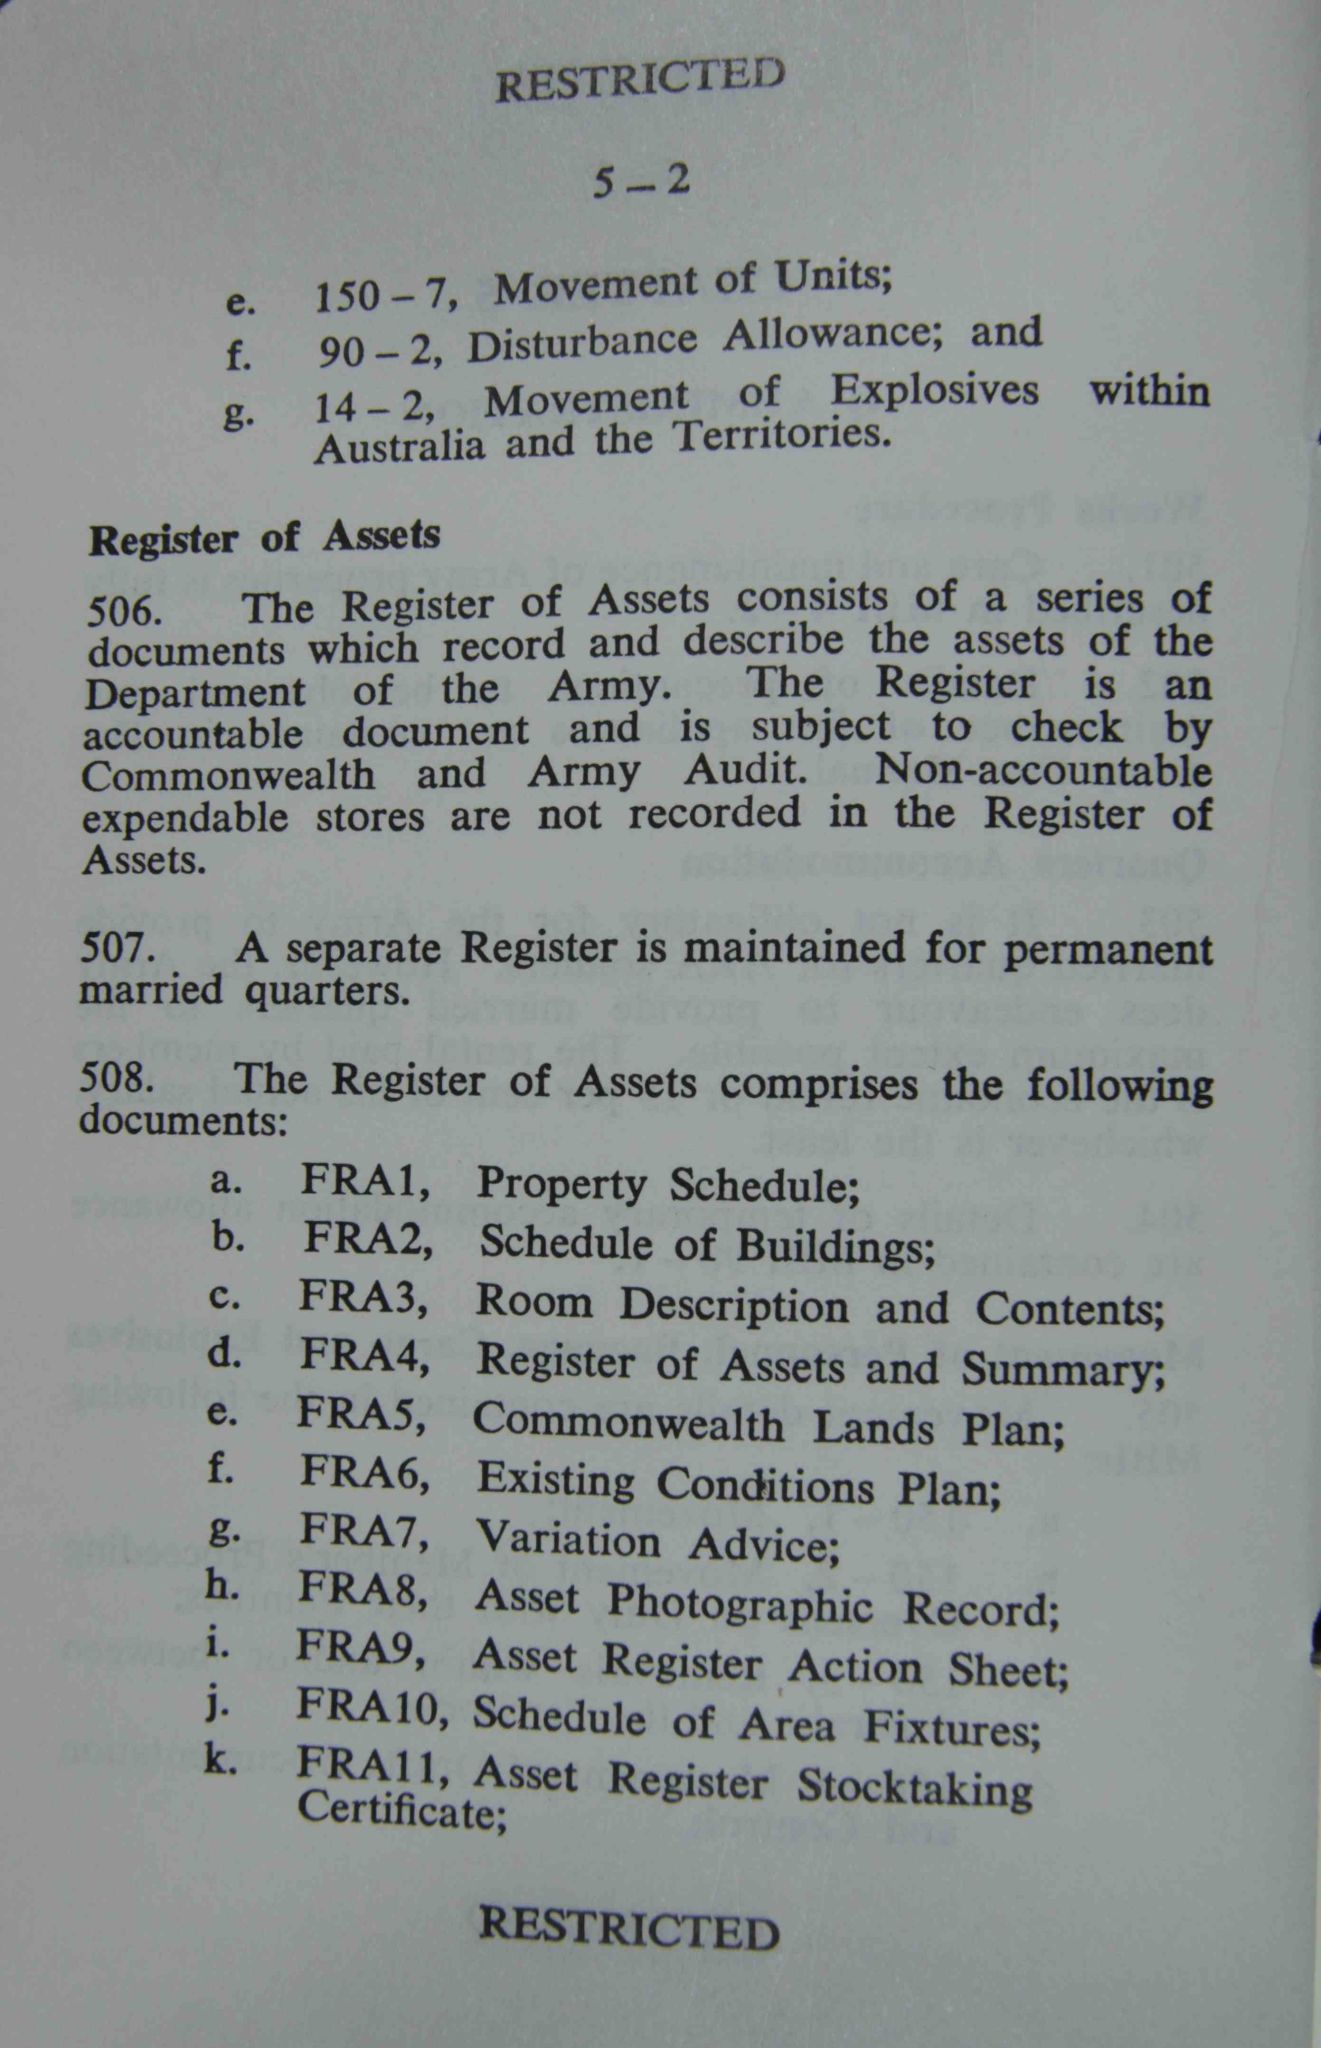 RESTRICTED
5 – 2
e. 150 – 7, Movement of Units;
f. 90 – 2, Disturbance Allowance; and
g. 14 – 2, Movement of Explosives within
Australia and the Territories.
Register of Assets
506. The Register of Assets consists of a series of
documents which record and describe the assets of the
Department of the Army. The Register is an
accountable document and is subject to check by
Commonwealth and Army Audit. Non-accountable
expendable stores are not recorded in the Register of
Assets.
507. A separate Register is maintained for permanent
married quarters.
508. The Register of Assets comprises the following
documents:
a. FRA1, Property Schedule;
b. FRA2, Schedule of Buildings;
c. FRA3, Room Description and Contents;
d. FRA4, Register of Assets and Summary;
e. FRA5, Commonwealth Lands Plan;
f. FRA6, Existing Conditions Plan;
g. FRA7, Variation Advice;
h. FRA8, Asset Photographic Record;
i. FRA9, Asset Register Action Sheet;
j. FRA10, Schedule of Area Fixtures;
k. FRA11, Asset Register Stocktaking
Certificate;
RESTRICTED